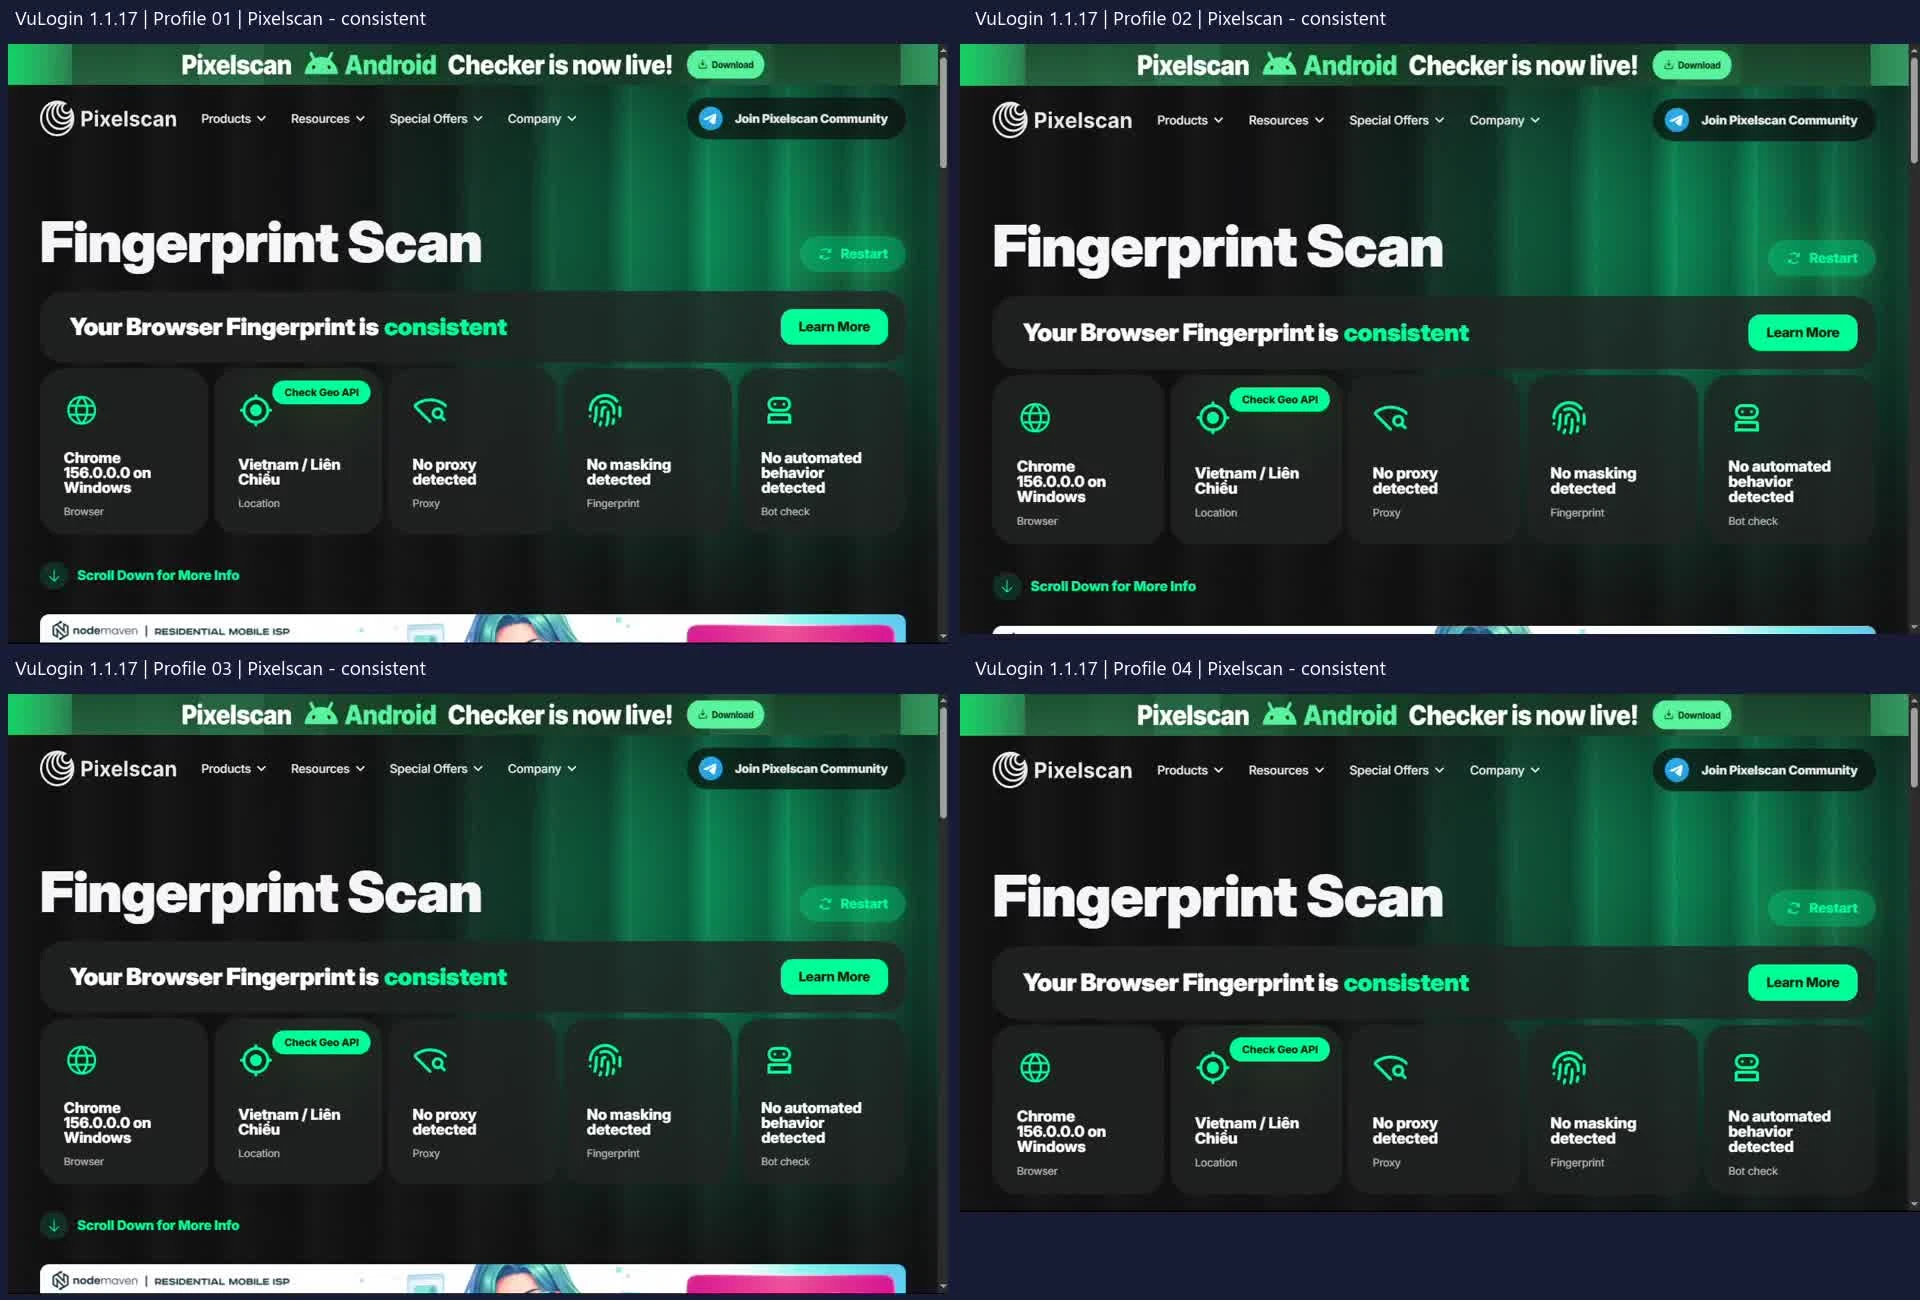 VuLogin 1.1.17 | Profile 01 | Pixelscan - consistent
Pixelscan Android Checker is now live! Download
Pixelscan Products Resources Special Offers Company Join Pixelscan Community
Fingerprint Scan
Restart
Your Browser Fingerprint is consistent
Learn More
Check Geo API
Chrome
156.0.0.0 on
Windows
Browser
Vietnam / Liên
Chiểu
Location
No proxy
detected
Proxy
No masking
detected
Fingerprint
No automated
behavior
detected
Bot check
Scroll Down for More Info
nodemaven | RESIDENTIAL MOBILE ISP
VuLogin 1.1.17 | Profile 02 | Pixelscan - consistent
Pixelscan Android Checker is now live! Download
Pixelscan Products Resources Special Offers Company Join Pixelscan Community
Fingerprint Scan
Restart
Your Browser Fingerprint is consistent
Learn More
Check Geo API
Chrome
156.0.0.0 on
Windows
Browser
Vietnam / Liên
Chiểu
Location
No proxy
detected
Proxy
No masking
detected
Fingerprint
No automated
behavior
detected
Bot check
Scroll Down for More Info
VuLogin 1.1.17 | Profile 03 | Pixelscan - consistent
Pixelscan Android Checker is now live! Download
Pixelscan Products Resources Special Offers Company Join Pixelscan Community
Fingerprint Scan
Restart
Your Browser Fingerprint is consistent
Learn More
Check Geo API
Chrome
156.0.0.0 on
Windows
Browser
Vietnam / Liên
Chiểu
Location
No proxy
detected
Proxy
No masking
detected
Fingerprint
No automated
behavior
detected
Bot check
Scroll Down for More Info
nodemaven | RESIDENTIAL MOBILE ISP
VuLogin 1.1.17 | Profile 04 | Pixelscan - consistent
Pixelscan Android Checker is now live! Download
Pixelscan Products Resources Special Offers Company Join Pixelscan Community
Fingerprint Scan
Restart
Your Browser Fingerprint is consistent
Learn More
Check Geo API
Chrome
156.0.0.0 on
Windows
Browser
Vietnam / Liên
Chiểu
Location
No proxy
detected
Proxy
No masking
detected
Fingerprint
No automated
behavior
detected
Bot check